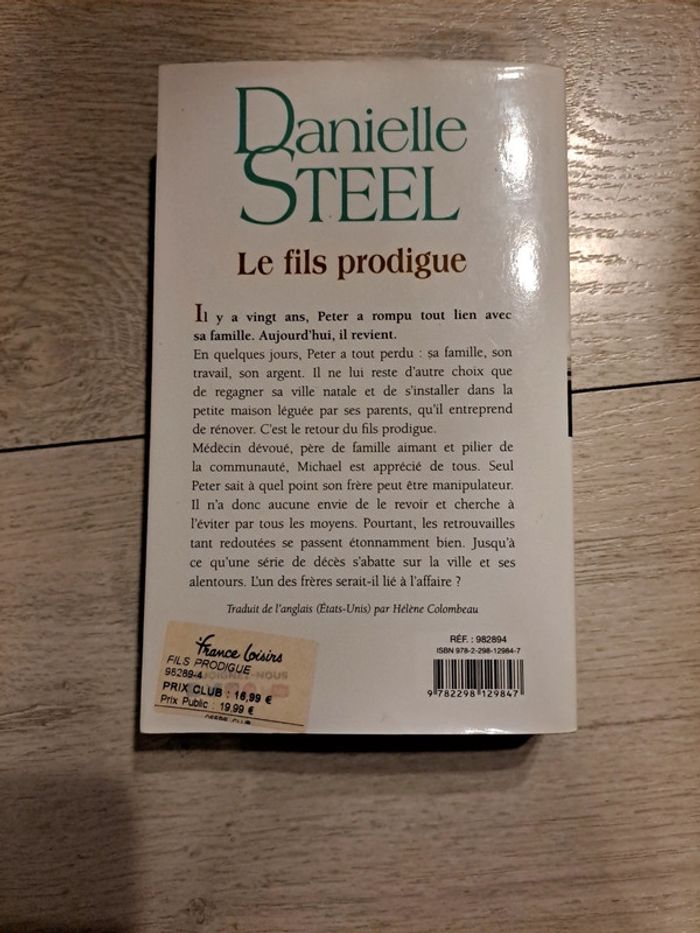 Danielle
STEEL
Le fils prodigue
Il y a vingt ans, Peter a rompu tout lien avec
sa famille. Aujourd'hui, il revient.
En quelques jours, Peter a tout perdu : sa famille, son
travail, son argent. Il ne lui reste d'autre choix que
de regagner sa ville natale et de s'installer dans la
petite maison léguée par ses parents, qu'il entreprend
de rénover. C'est le retour du fils prodigue.
Médecin dévoué, père de famille aimant et pilier de
la communauté, Michael est apprécié de tous. Seul
Peter sait à quel point son frère peut être manipulateur.
Il n'a donc aucune envie de le revoir et cherche à
l'éviter par tous les moyens. Pourtant, les retrouvailles
tant redoutées se passent étonnamment bien. Jusqu'à
ce qu'une série de décès s'abatte sur la ville et ses
alentours. L'un des frères serait-il lié à l'affaire ?
Traduit de l'anglais (États-Unis) par Hélène Colombeau
France Loisirs
FILS PRODIGUE
98289-4
PRIX CLUB : 16,99 €
Prix Public : 19,99 €
RÉF. : 982894
ISBN 978-2-298-12984-7
9 782298 129847